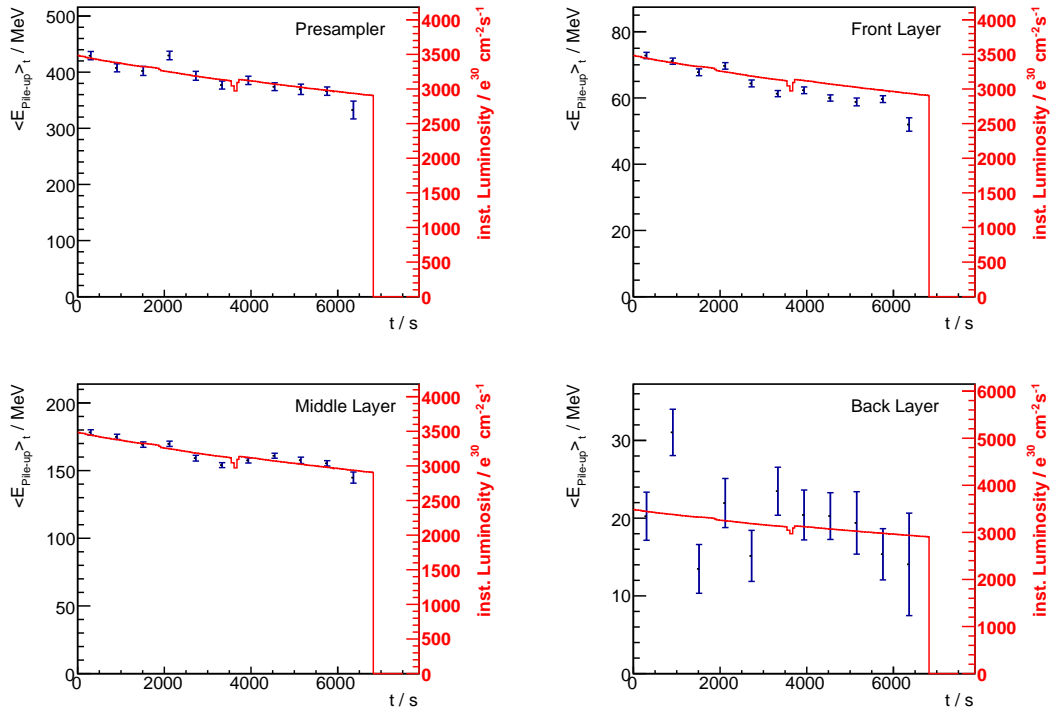 Presampler
<E_Pile-up>_t / MeV
500
400
300
200
100
0
0 2000 4000 6000
t / s
4000
3500
3000
2500
2000
1500
1000
500
0
inst. Luminosity / e^30 cm-2s-1
Front Layer
<E_Pile-up>_t / MeV
80
60
40
20
0
0 2000 4000 6000
t / s
4000
3500
3000
2500
2000
1500
1000
500
0
inst. Luminosity / e^30 cm-2s-1
Middle Layer
<E_Pile-up>_t / MeV
200
150
100
50
0
0 2000 4000 6000
t / s
4000
3500
3000
2500
2000
1500
1000
500
0
inst. Luminosity / e^30 cm-2s-1
Back Layer
<E_Pile-up>_t / MeV
30
20
10
0
0 2000 4000 6000
t / s
6000
5000
4000
3000
2000
1000
0
inst. Luminosity / e^30 cm-2s-1